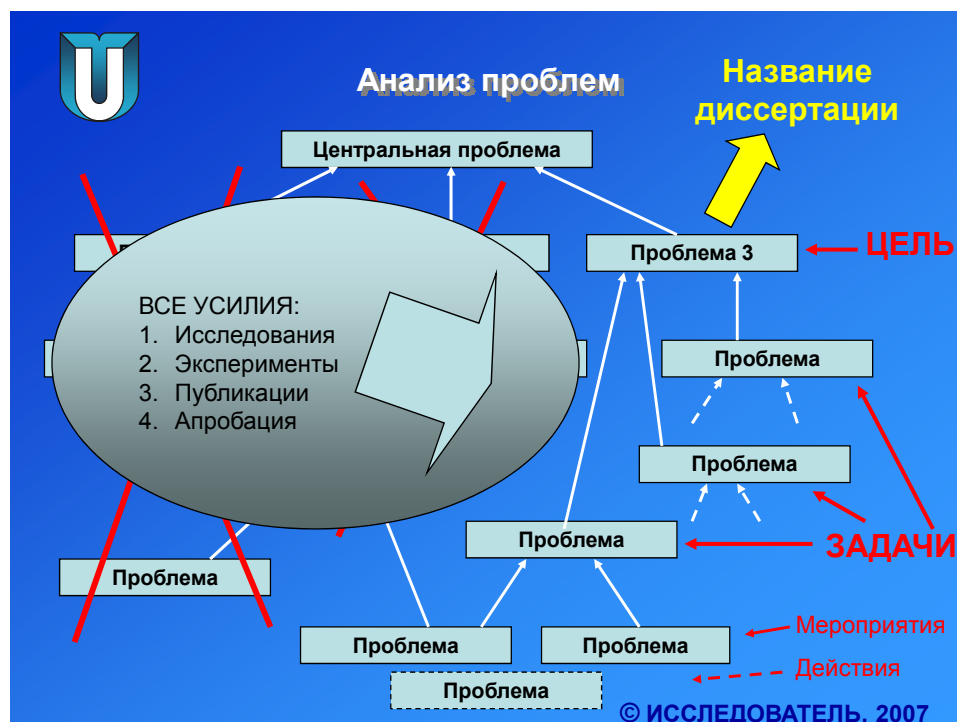 Анализ проблем
Название
диссертации
Центральная проблема
Проблема 3
ЦЕЛЬ
ВСЕ УСИЛИЯ:
1. Исследования
2. Эксперименты
3. Публикации
4. Апробация
Проблема
Проблема
Проблема
ЗАДАЧИ
Проблема
Проблема
Проблема
Мероприятия
Действия
Проблема
© ИССЛЕДОВАТЕЛЬ, 2007